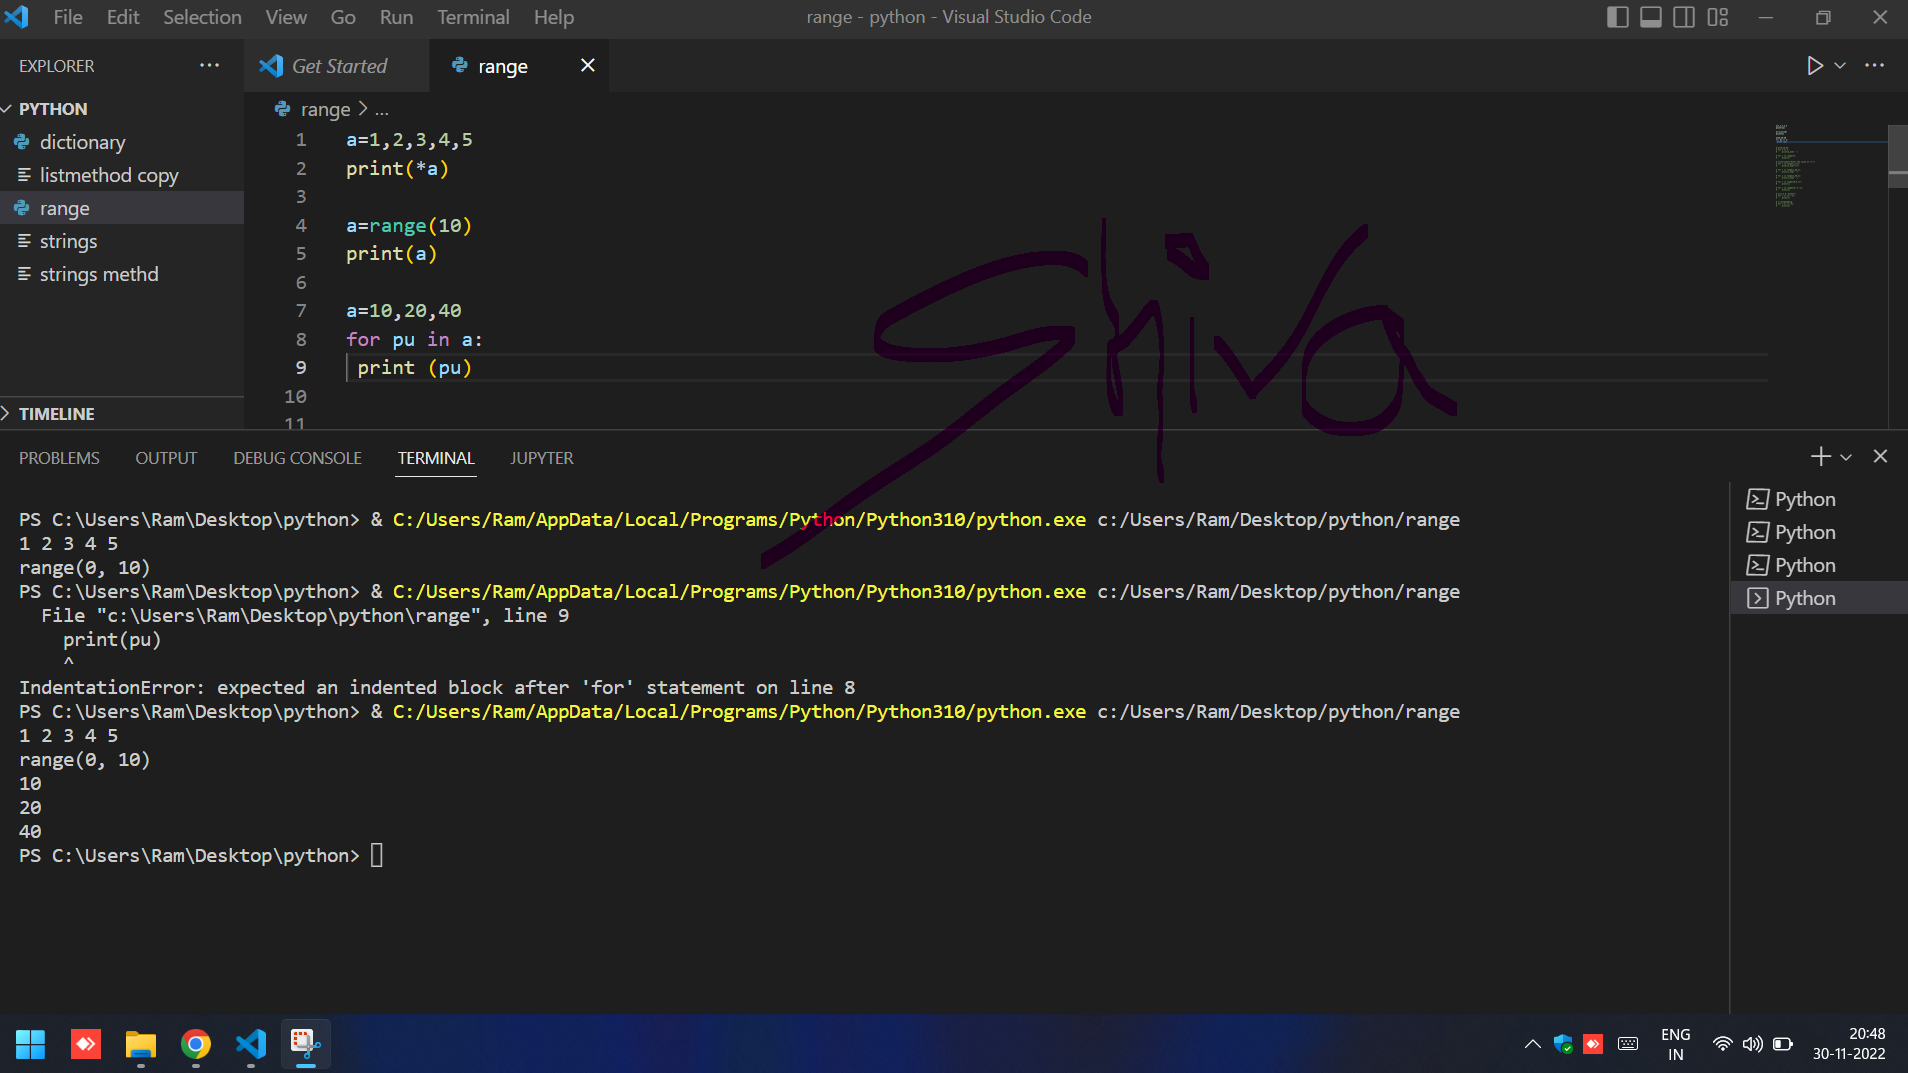 File Edit Selection View Go Run Terminal Help
range - python - Visual Studio Code
EXPLORER
Get Started
range
PYTHON
dictionary
listmethod copy
range
strings
strings methd
TIMELINE
range > ...
1 a=1,2,3,4,5
2 print(*a)
3
4 a=range(10)
5 print(a)
6
7 a=10,20,40
8 for pu in a:
9 print (pu)
10
11
Shiva
PROBLEMS OUTPUT DEBUG CONSOLE TERMINAL JUPYTER
PS C:\Users\Ram\Desktop\python> & C:/Users/Ram/AppData/Local/Programs/Python/Python310/python.exe c:/Users/Ram/Desktop/python/range
1 2 3 4 5
range(0, 10)
PS C:\Users\Ram\Desktop\python> & C:/Users/Ram/AppData/Local/Programs/Python/Python310/python.exe c:/Users/Ram/Desktop/python/range
File "c:\Users\Ram\Desktop\python\range", line 9
print(pu)
^
IndentationError: expected an indented block after 'for' statement on line 8
PS C:\Users\Ram\Desktop\python> & C:/Users/Ram/AppData/Local/Programs/Python/Python310/python.exe c:/Users/Ram/Desktop/python/range
1 2 3 4 5
range(0, 10)
10
20
40
PS C:\Users\Ram\Desktop\python>
Python
Python
Python
Python
ENG
IN
20:48
30-11-2022